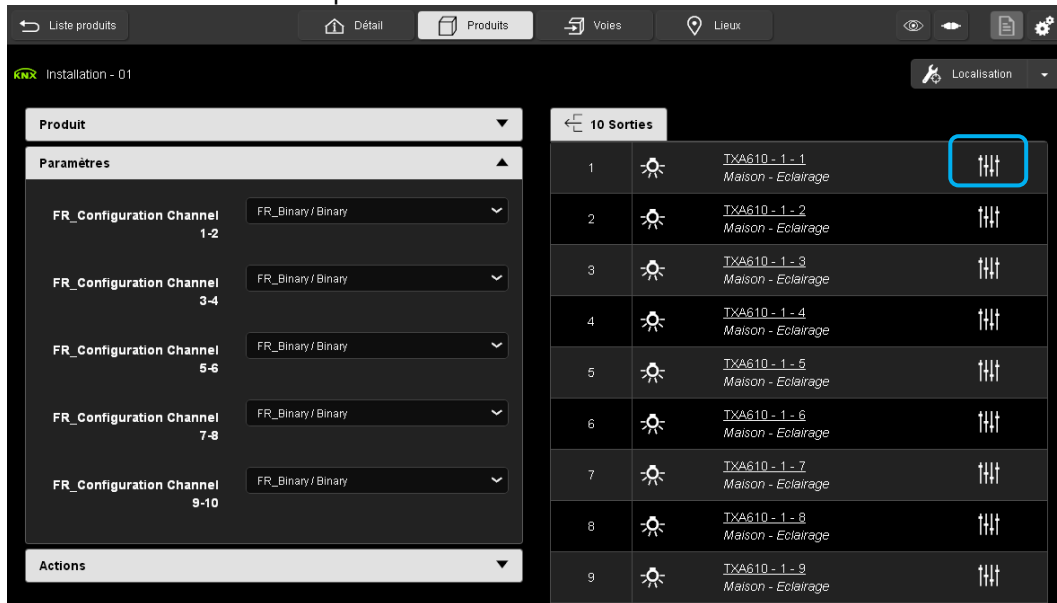 Liste produits
Détail
Produits
Voies
Lieux
KNX Installation - 01
Localisation
Produit
Paramètres
FR_Configuration Channel
1-2
FR_Binary / Binary
FR_Configuration Channel
3-4
FR_Binary / Binary
FR_Configuration Channel
5-6
FR_Binary / Binary
FR_Configuration Channel
7-8
FR_Binary / Binary
FR_Configuration Channel
9-10
FR_Binary / Binary
Actions
10 Sorties
1
TXA610 - 1 - 1
Maison - Eclairage
2
TXA610 - 1 - 2
Maison - Eclairage
3
TXA610 - 1 - 3
Maison - Eclairage
4
TXA610 - 1 - 4
Maison - Eclairage
5
TXA610 - 1 - 5
Maison - Eclairage
6
TXA610 - 1 - 6
Maison - Eclairage
7
TXA610 - 1 - 7
Maison - Eclairage
8
TXA610 - 1 - 8
Maison - Eclairage
9
TXA610 - 1 - 9
Maison - Eclairage